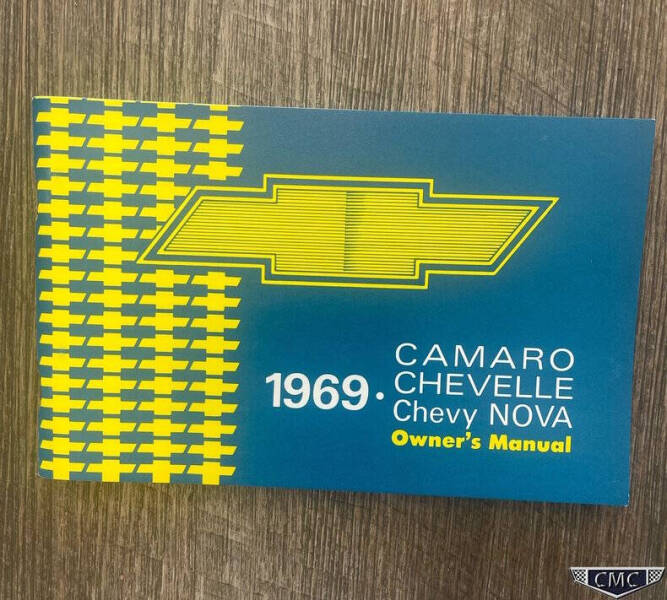 1969 • CAMARO
CHEVELLE
Chevy NOVA
Owner's Manual
CMC